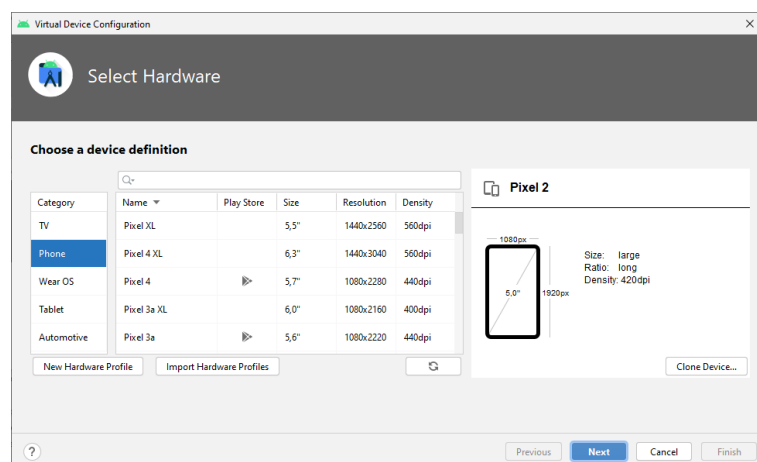 Virtual Device Configuration
Select Hardware
Choose a device definition
Category
Name Play Store Size Resolution Density
TV
Pixel XL 5,5" 1440x2560 560dpi
Phone
Pixel 4 XL 6,3" 1440x3040 560dpi
Wear OS
Pixel 4 5,7" 1080x2280 440dpi
Tablet
Pixel 3a XL 6,0" 1080x2160 400dpi
Automotive
Pixel 3a 5,6" 1080x2220 440dpi
New Hardware Profile
Import Hardware Profiles
Pixel 2
1080px
5,0"
1920px
Size: large
Ratio: long
Density: 420dpi
Clone Device...
?
Previous
Next
Cancel
Finish